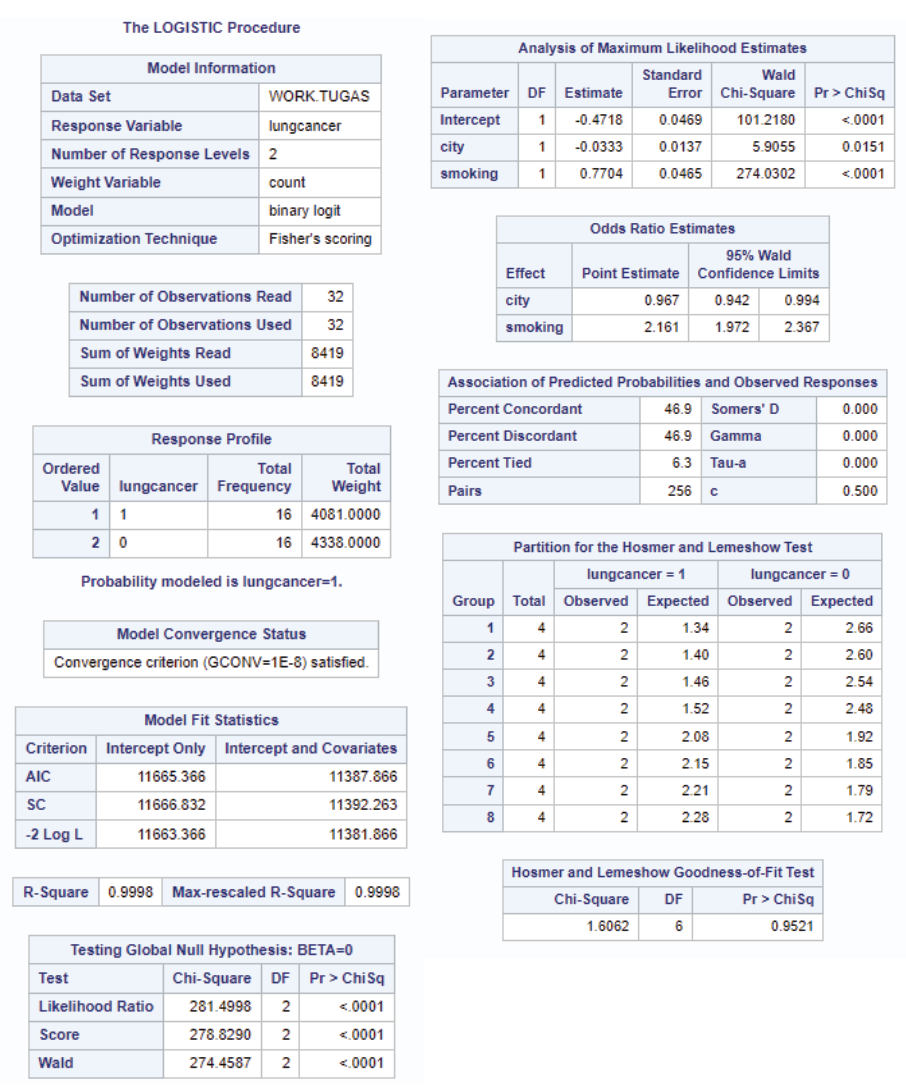 The LOGISTIC Procedure
Model Information
Data Set WORK.TUGAS
Response Variable lungcancer
Number of Response Levels 2
Weight Variable count
Model binary logit
Optimization Technique Fisher's scoring
Number of Observations Read 32
Number of Observations Used 32
Sum of Weights Read 8419
Sum of Weights Used 8419
Response Profile
Ordered Value lungcancer Total Frequency Total Weight
1 1 16 4081.0000
2 0 16 4338.0000
Probability modeled is lungcancer=1.
Model Convergence Status
Convergence criterion (GCONV=1E-8) satisfied.
Model Fit Statistics
Criterion Intercept Only Intercept and Covariates
AIC 11665.366 11387.866
SC 11666.832 11392.263
-2 Log L 11663.366 11381.866
R-Square 0.9998 Max-rescaled R-Square 0.9998
Testing Global Null Hypothesis: BETA=0
Test Chi-Square DF Pr > ChiSq
Likelihood Ratio 281.4998 2 <.0001
Score 278.8290 2 <.0001
Wald 274.4587 2 <.0001
Analysis of Maximum Likelihood Estimates
Parameter DF Estimate Standard Error Wald Chi-Square Pr > ChiSq
Intercept 1 -0.4718 0.0469 101.2180 <.0001
city 1 -0.0333 0.0137 5.9055 0.0151
smoking 1 0.7704 0.0465 274.0302 <.0001
Odds Ratio Estimates
Effect Point Estimate 95% Wald Confidence Limits
city 0.967 0.942 0.994
smoking 2.161 1.972 2.367
Association of Predicted Probabilities and Observed Responses
Percent Concordant 46.9 Somers' D 0.000
Percent Discordant 46.9 Gamma 0.000
Percent Tied 6.3 Tau-a 0.000
Pairs 256 c 0.500
Partition for the Hosmer and Lemeshow Test
lungcancer = 1 lungcancer = 0
Group Total Observed Expected Observed Expected
1 4 2 1.34 2 2.66
2 4 2 1.40 2 2.60
3 4 2 1.46 2 2.54
4 4 2 1.52 2 2.48
5 4 2 2.08 2 1.92
6 4 2 2.15 2 1.85
7 4 2 2.21 2 1.79
8 4 2 2.28 2 1.72
Hosmer and Lemeshow Goodness-of-Fit Test
Chi-Square DF Pr > ChiSq
1.6062 6 0.9521